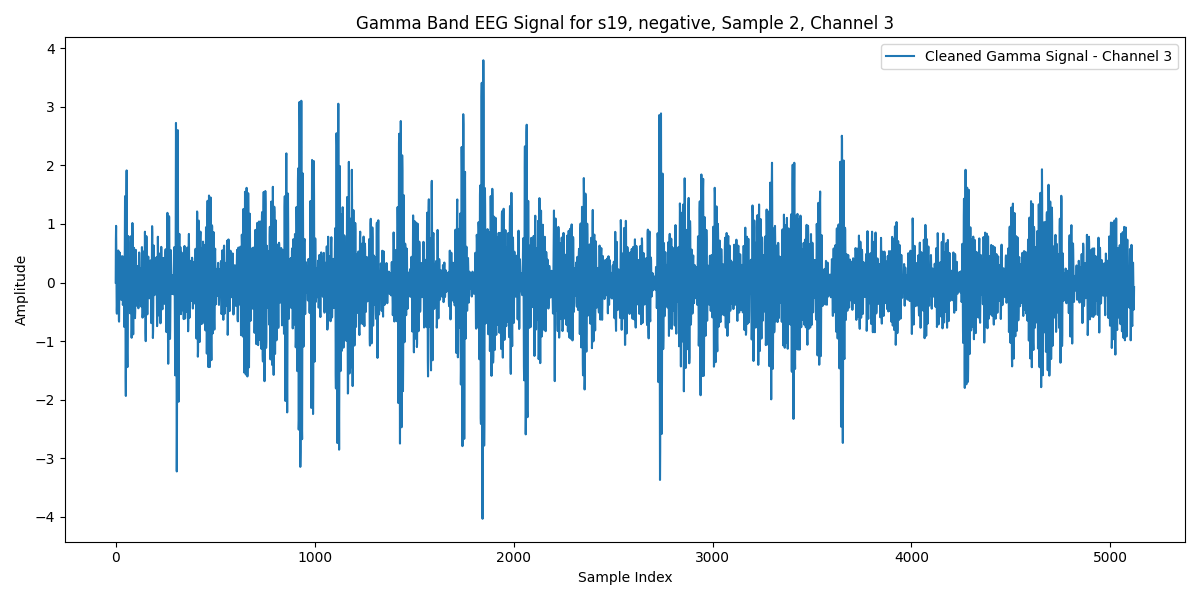 Gamma Band EEG Signal for s19, negative, Sample 2, Channel 3
Cleaned Gamma Signal - Channel 3
Amplitude
4
3
2
1
0
−1
−2
−3
−4
0 1000 2000 3000 4000 5000
Sample Index